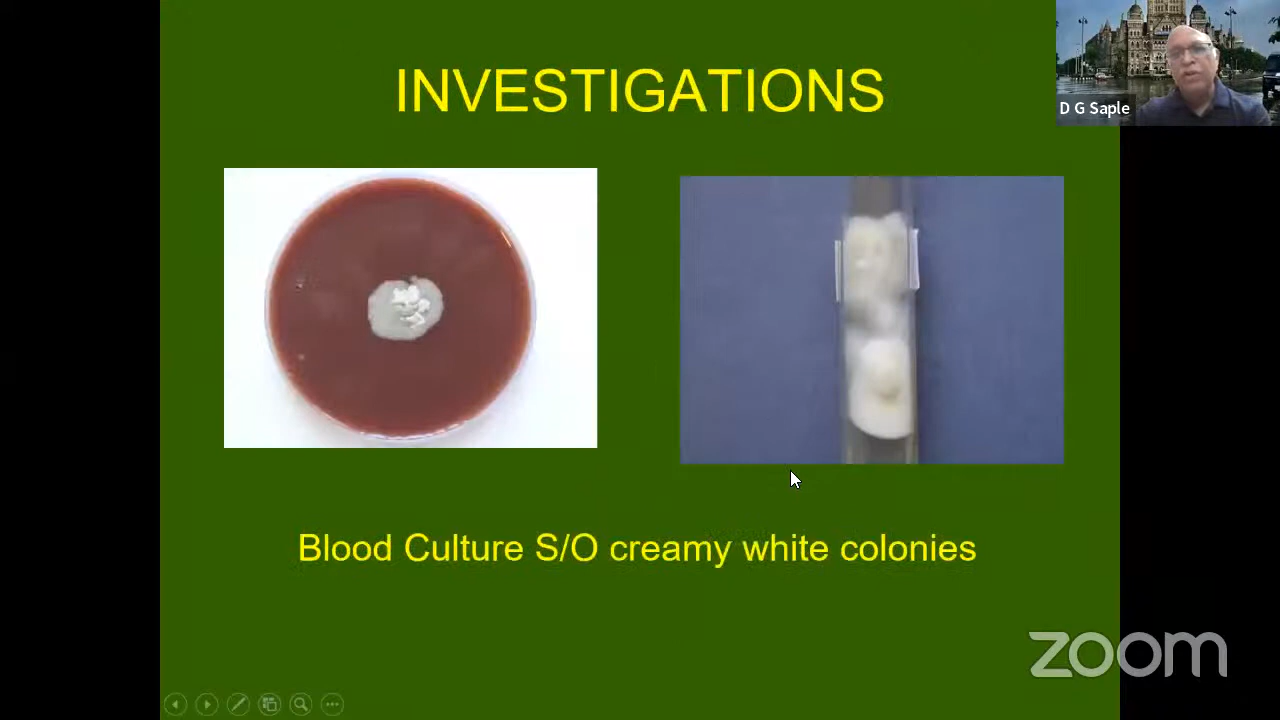 INVESTIGATIONS
D G Saple
Blood Culture S/O creamy white colonies
zoom